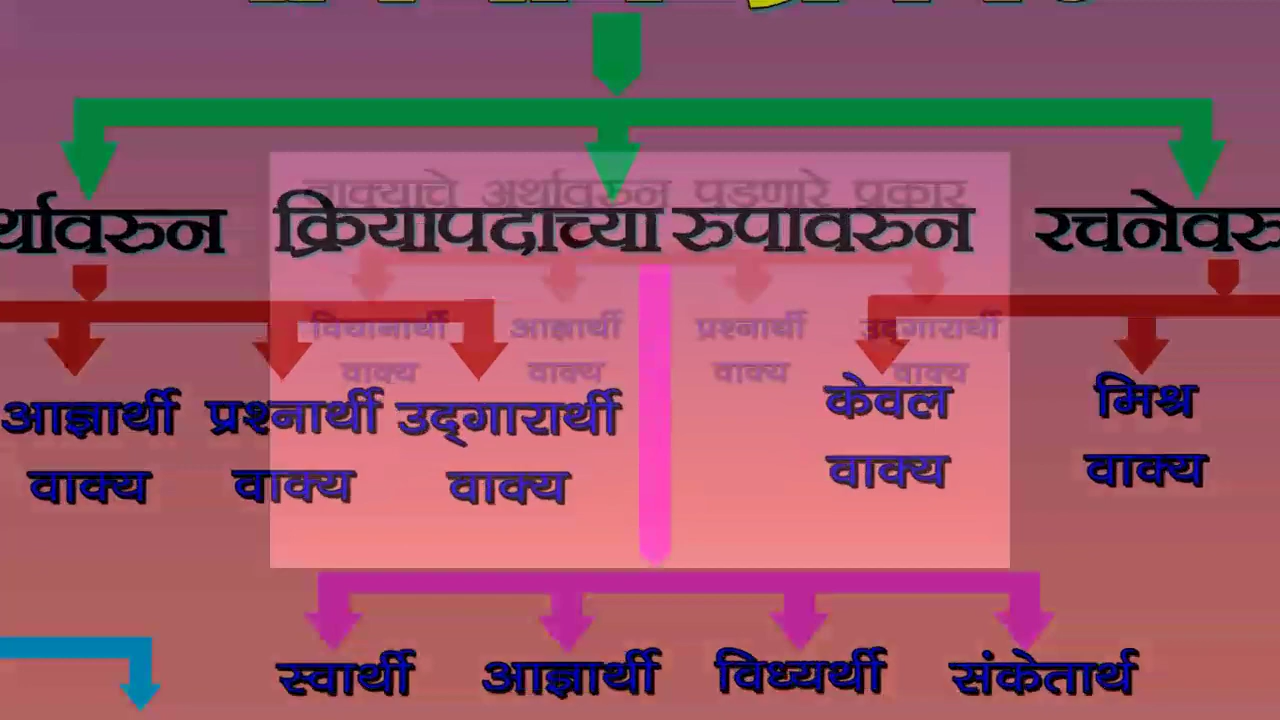 वाक्याचे अर्थावरुन पडणारे प्रकार
र्थावरुन क्रियापदाच्या रुपावरुन रचनेवरु
विधानार्थी वाक्य आज्ञार्थी वाक्य प्रश्नार्थी वाक्य उद्‌गारार्थी वाक्य
आज्ञार्थी प्रश्नार्थी उद्‌गारार्थी केवल मिश्र
वाक्य वाक्य वाक्य वाक्य वाक्य
स्वार्थी आज्ञार्थी विध्यर्थी संकेतार्थ